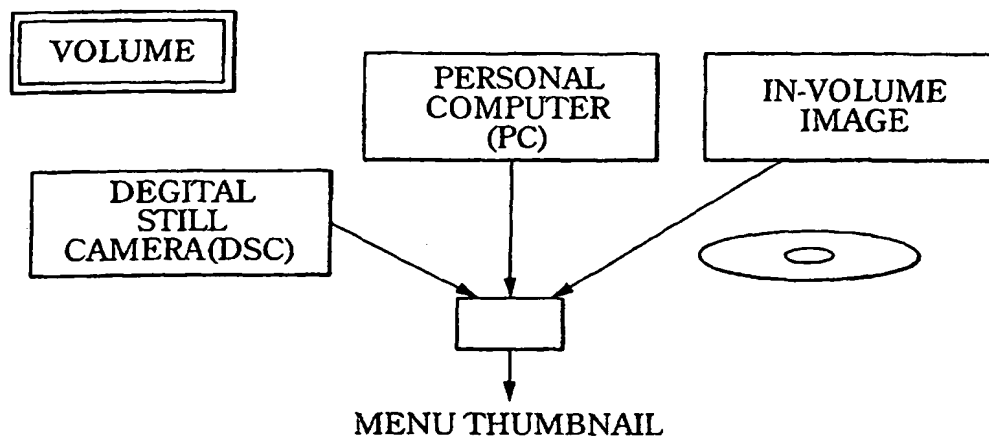 VOLUME
PERSONAL
COMPUTER
(PC)
IN-VOLUME
IMAGE
DEGITAL
STILL
CAMERA(DSC)
MENU THUMBNAIL